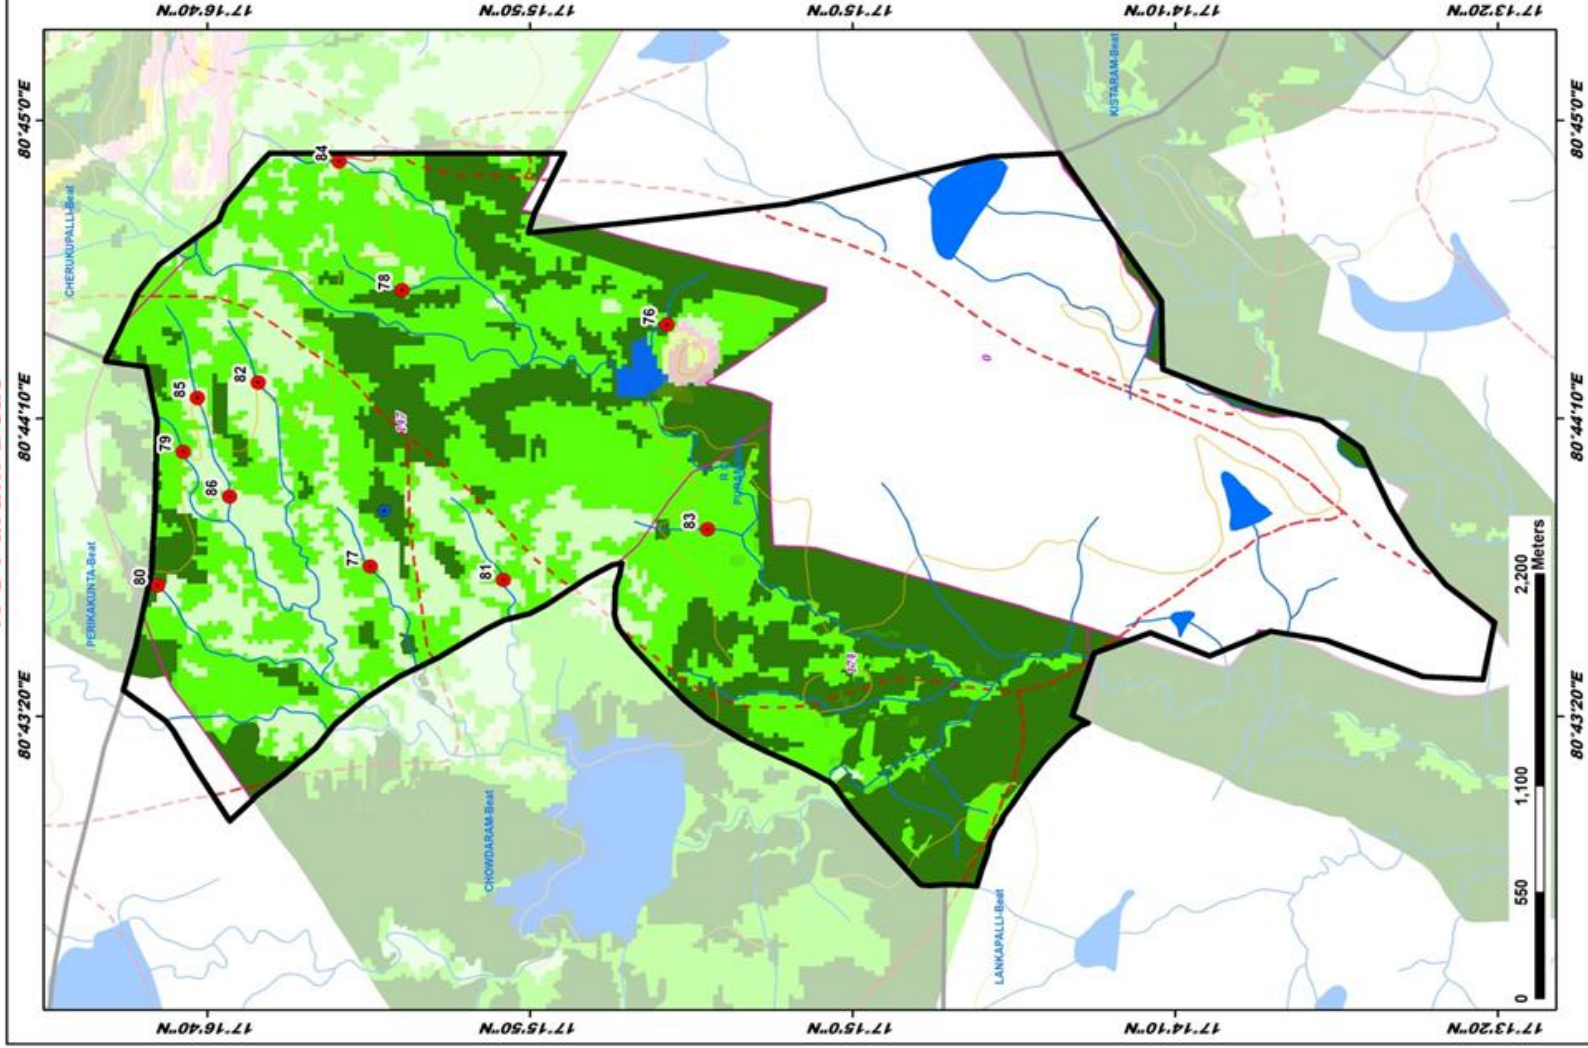 17°16'40"N
17°15'50"N
17°15'0"N
17°14'10"N
17°13'20"N
80°45'0"E
80°44'10"E
80°43'20"E
80°45'0"E
80°44'10"E
80°43'20"E
CHERUKUPALLI-Beat
KISTARAM-Beat
PERIKAKUNTA-Beat
CHOWDARAM-Beat
LANKAPALLI-Beat
84
78
76
82
85
79
86
83
77
81
80
0
0 550 1,100 2,200
Meters
17°16'40"N
17°15'50"N
17°15'0"N
17°14'10"N
17°13'20"N